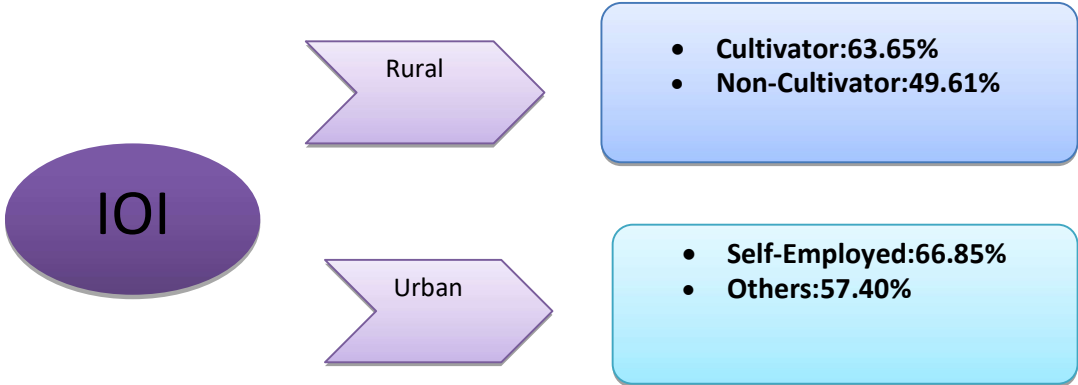 IOI
Rural
• Cultivator:63.65%
• Non-Cultivator:49.61%
Urban
• Self-Employed:66.85%
• Others:57.40%